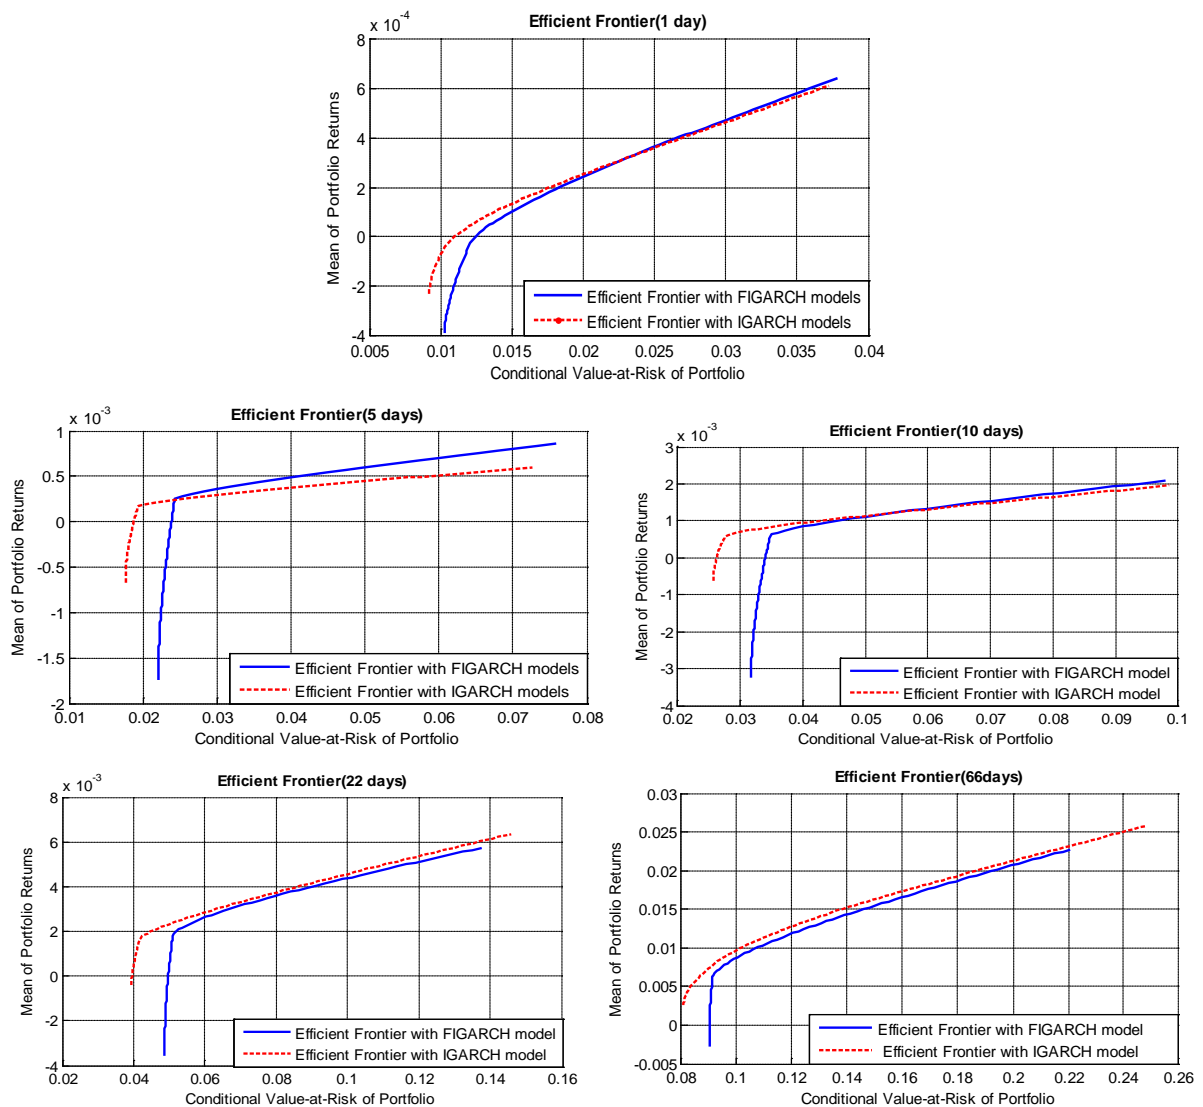 Efficient Frontier(1 day)
x 10-4
8
6
4
2
0
-2
-4
0.005 0.01 0.015 0.02 0.025 0.03 0.035 0.04
Mean of Portfolio Returns
Conditional Value-at-Risk of Portfolio
Efficient Frontier with FIGARCH models
Efficient Frontier with IGARCH models
Efficient Frontier(5 days)
x 10-3
1
0.5
0
-0.5
-1
-1.5
-2
0.01 0.02 0.03 0.04 0.05 0.06 0.07 0.08
Mean of Portfolio Returns
Conditional Value-at-Risk of Portfolio
Efficient Frontier with FIGARCH models
Efficient Frontier with IGARCH models
Efficient Frontier(10 days)
x 10-3
3
2
1
0
-1
-2
-3
-4
0.02 0.03 0.04 0.05 0.06 0.07 0.08 0.09 0.1
Mean of Portfolio Returns
Conditional Value-at-Risk of Portfolio
Efficient Frontier with FIGARCH model
Efficient Frontier with IGARCH model
Efficient Frontier(22 days)
x 10-3
8
6
4
2
0
-2
-4
0.02 0.04 0.06 0.08 0.1 0.12 0.14 0.16
Mean of Portfolio Returns
Conditional Value-at-Risk of Portfolio
Efficient Frontier with FIGARCH model
Efficient Frontier with IGARCH model
Efficient Frontier(66days)
0.03
0.025
0.02
0.015
0.01
0.005
0
-0.005
0.08 0.1 0.12 0.14 0.16 0.18 0.2 0.22 0.24 0.26
Mean of Portfolio Returns
Conditional Value-at-Risk of Portfolio
Efficient Frontier with FIGARCH model
Efficient Frontier with IGARCH model